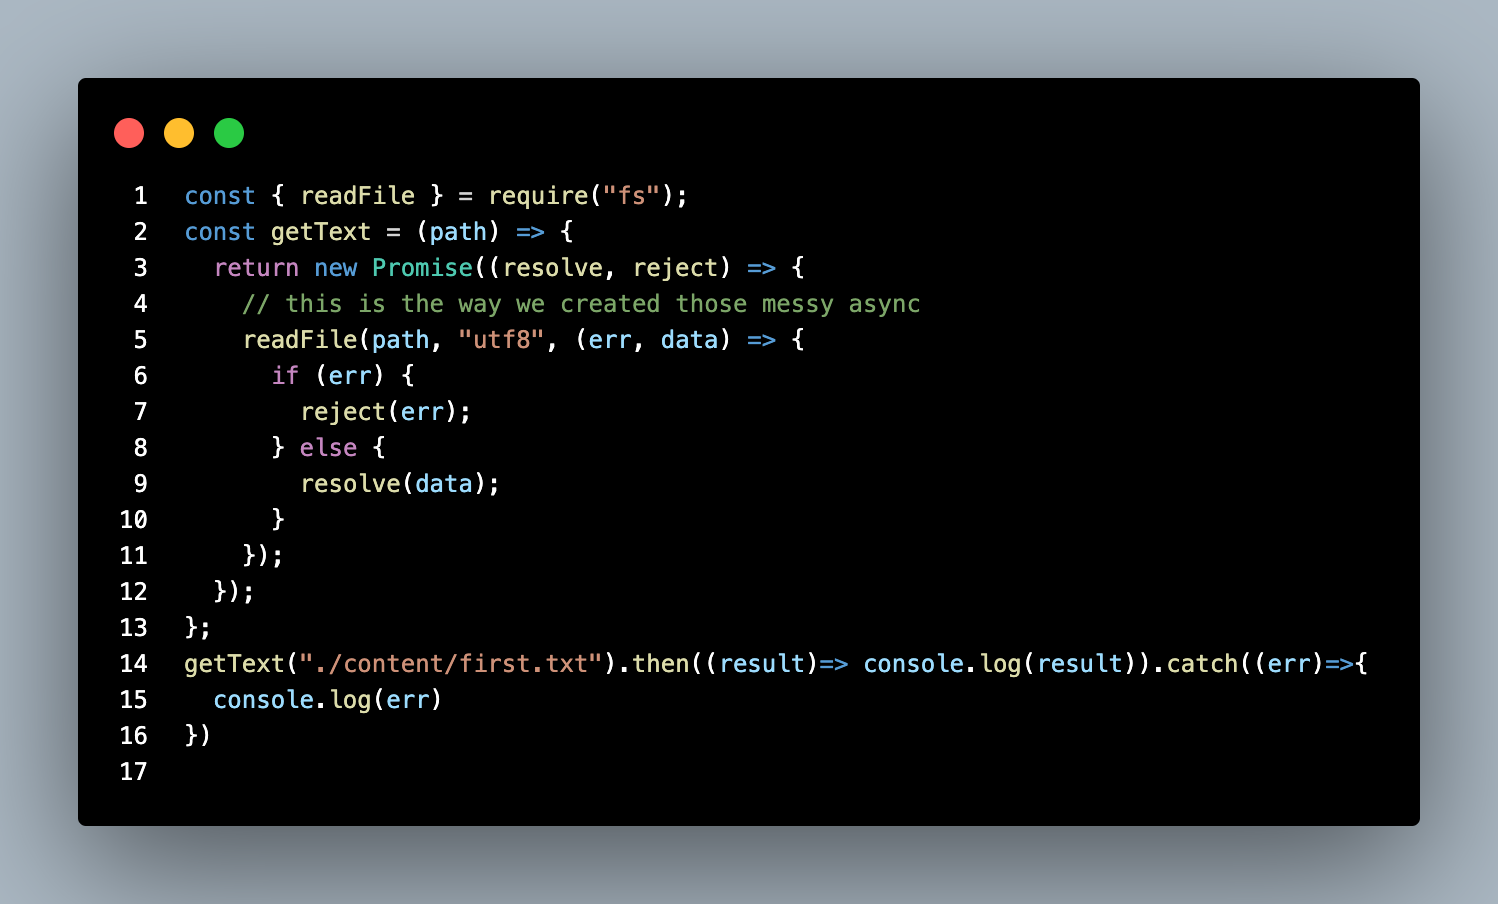 1 const { readFile } = require("fs");
2 const getText = (path) => {
3   return new Promise((resolve, reject) => {
4     // this is the way we created those messy async
5     readFile(path, "utf8", (err, data) => {
6       if (err) {
7         reject(err);
8       } else {
9         resolve(data);
10       }
11     });
12   });
13 };
14 getText("./content/first.txt").then((result)=> console.log(result)).catch((err)=>{
15   console.log(err)
16 })
17